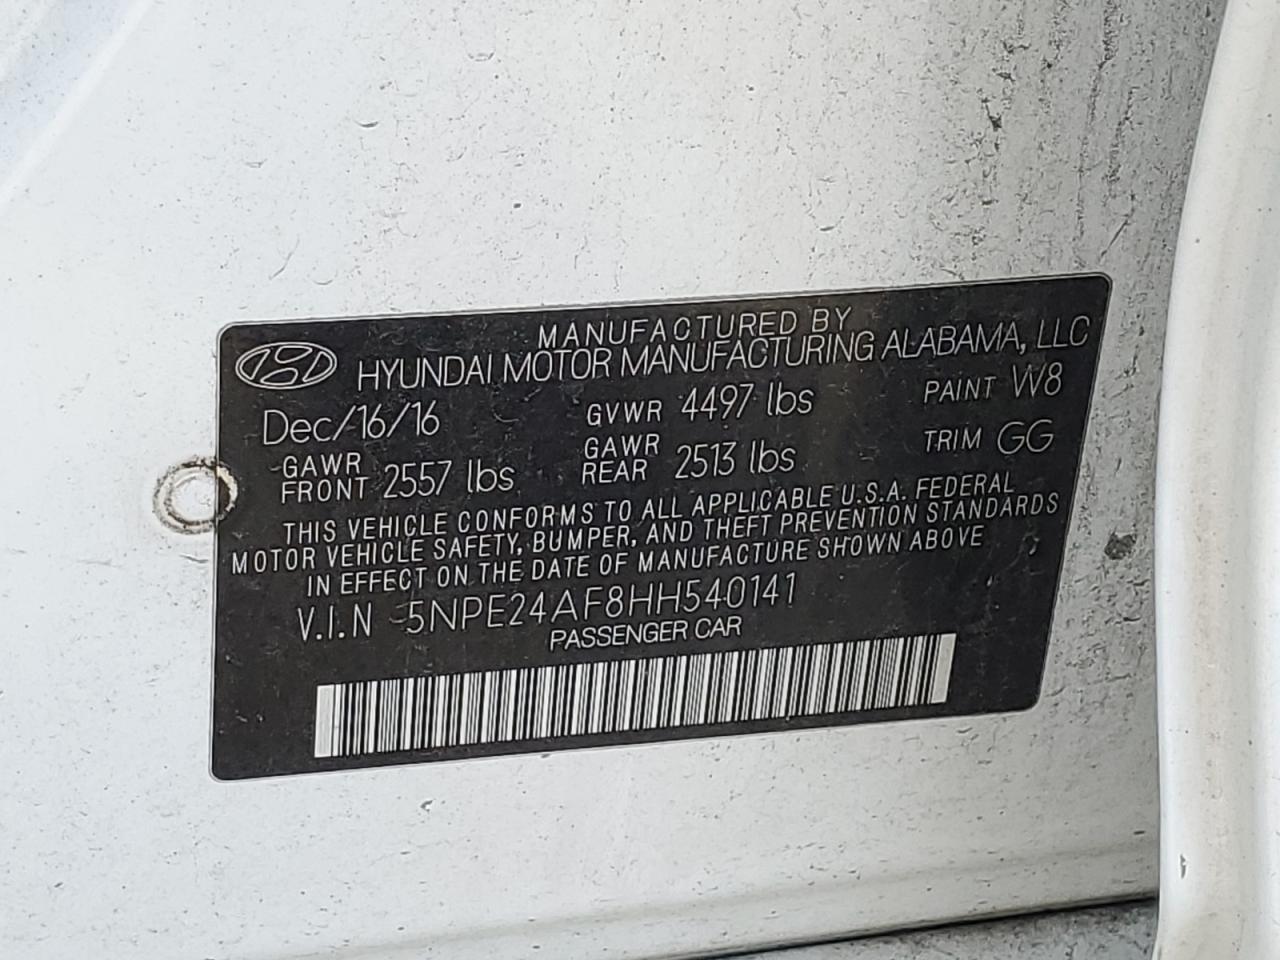 MANUFACTURED BY
HYUNDAI MOTOR MANUFACTURING ALABAMA, LLC
Dec/16/16 GVWR 4497 lbs PAINT W8
GAWR FRONT 2557 lbs GAWR REAR 2513 lbs TRIM GG
THIS VEHICLE CONFORMS TO ALL APPLICABLE U.S.A. FEDERAL
MOTOR VEHICLE SAFETY, BUMPER, AND THEFT PREVENTION STANDARDS
IN EFFECT ON THE DATE OF MANUFACTURE SHOWN ABOVE
V.I.N 5NPE24AF8HH540141
PASSENGER CAR